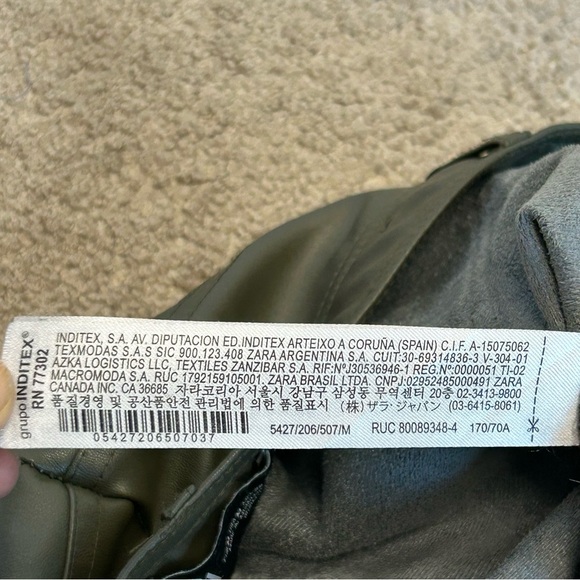 grupo INDITEX®
RN 77302
INDITEX, S.A. AV. DIPUTACION ED.INDITEX ARTEIXO A CORUÑA (SPAIN) C.I.F. A-15075062
TEXMODAS S.A.S SIC 900.123.408 ZARA ARGENTINA S.A. CUIT:30-69314836-3 V-304-01
AZKA LOGISTICS LLC, TEXTILES ZANZIBAR S.A. RIF:NºJ30536946-1 REG.Nº:0000051 TI-02
MACROMODA S.A. RUC 1792159105001. ZARA BRASIL LTDA. CNPJ:02952485000491 ZARA
CANADA INC. CA 36685 자라코리아 서울시 강남구 삼성동 무역센타 20층 02-3413-9800
품질경영 및 공산품안전 관리법에 의한 품질표시 (株) ザラ・ジャパン (03-6415-8061)
05427206507037
5427/206/507/M RUC 80089348-4 170/70A